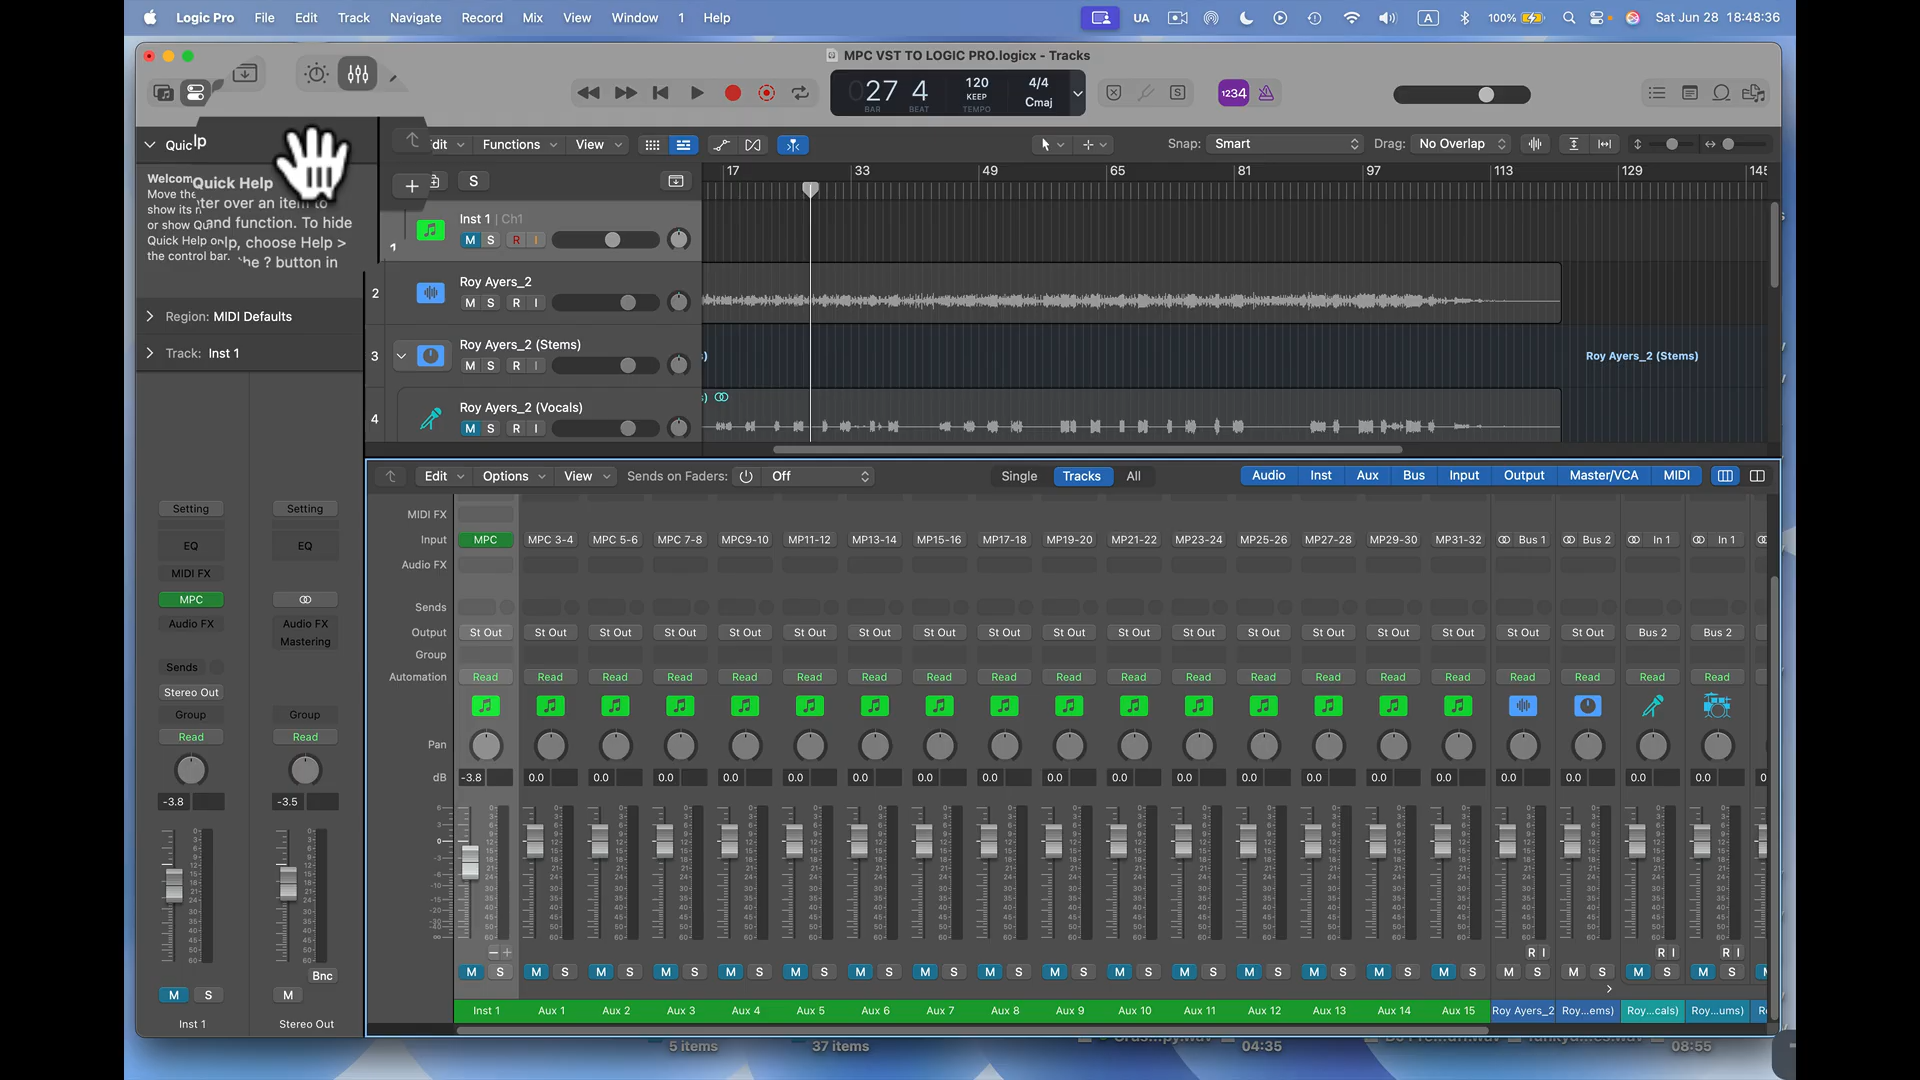 Logic Pro File Edit Track Navigate Record Mix View Window 1 Help
UA A 100% Sat Jun 28 18:48:36
MPC VST TO LOGIC PRO.logicx - Tracks
27 4 120 4/4
KEEP Cmaj
BAR BEAT TEMPO
S 1234
Functions View
Snap: Smart Drag: No Overlap
17 33 49 65 81 97 113 129 145
Quick Help
show its
Quick Help
and function. To hide
Quick Help
choose Help >
the control bar.
the ? button in
S
Region: MIDI Defaults
Track: Inst 1
1 Inst 1 | Ch1
M S R I
2 Roy Ayers_2
M S R I
3 Roy Ayers_2 (Stems)
M S R I
Roy Ayers_2 (Stems)
4 Roy Ayers_2 (Vocals)
M S R I
Edit Options View Sends on Faders: Off
Single Tracks All
Audio Inst Aux Bus Input Output Master/VCA MIDI
Setting Setting
EQ EQ
MIDI FX
MPC
Audio FX Audio FX
Mastering
Sends
Stereo Out
Group Group
Read Read
-3.8 -3.5
Bnc
M S M
Inst 1 Stereo Out
MIDI FX
Input MPC MPC 3-4 MPC 5-6 MPC 7-8 MPC9-10 MP11-12 MP13-14 MP15-16 MP17-18 MP19-20 MP21-22 MP23-24 MP25-26 MP27-28 MP29-30 MP31-32 Bus 1 Bus 2 In 1 In 1
Audio FX
Sends
Output St Out St Out St Out St Out St Out St Out St Out St Out St Out St Out St Out St Out St Out St Out St Out St Out St Out St Out Bus 2 Bus 2
Group
Automation Read Read Read Read Read Read Read Read Read Read Read Read Read Read Read Read Read Read Read Read
Pan
dB -3.8 0.0 0.0 0.0 0.0 0.0 0.0 0.0 0.0 0.0 0.0 0.0 0.0 0.0 0.0 0.0 0.0 0.0 0.0 0.0
R I R I R I
M S M S M S M S M S M S M S M S M S M S M S M S M S M S M S M S M S M S M S M S
Inst 1 Aux 1 Aux 2 Aux 3 Aux 4 Aux 5 Aux 6 Aux 7 Aux 8 Aux 9 Aux 10 Aux 11 Aux 12 Aux 13 Aux 14 Aux 15 Roy Ayers_2 Roy...ems) Roy...cals) Roy...ums)
5 items 37 items 04:35 08:55